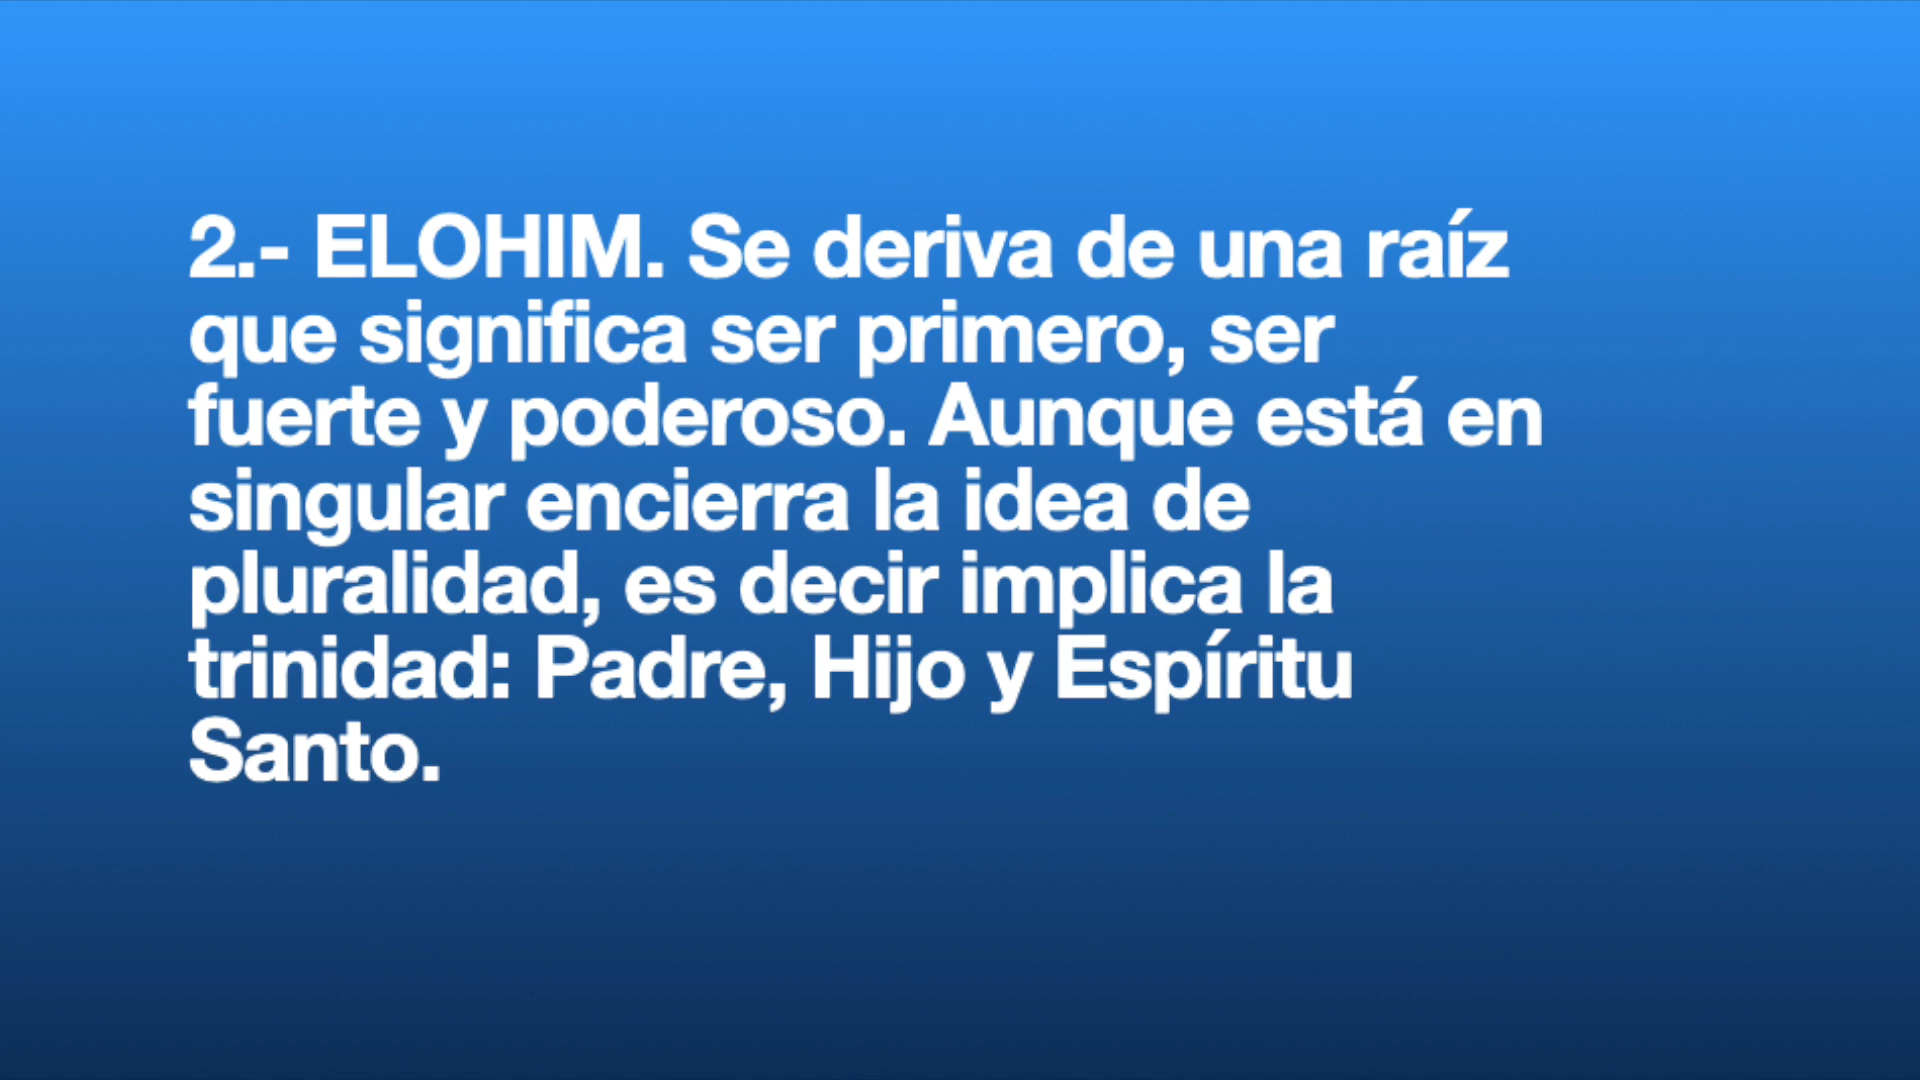 2.- ELOHIM. Se deriva de una raíz
que significa ser primero, ser
fuerte y poderoso. Aunque está en
singular encierra la idea de
pluralidad, es decir implica la
trinidad: Padre, Hijo y Espíritu
Santo.